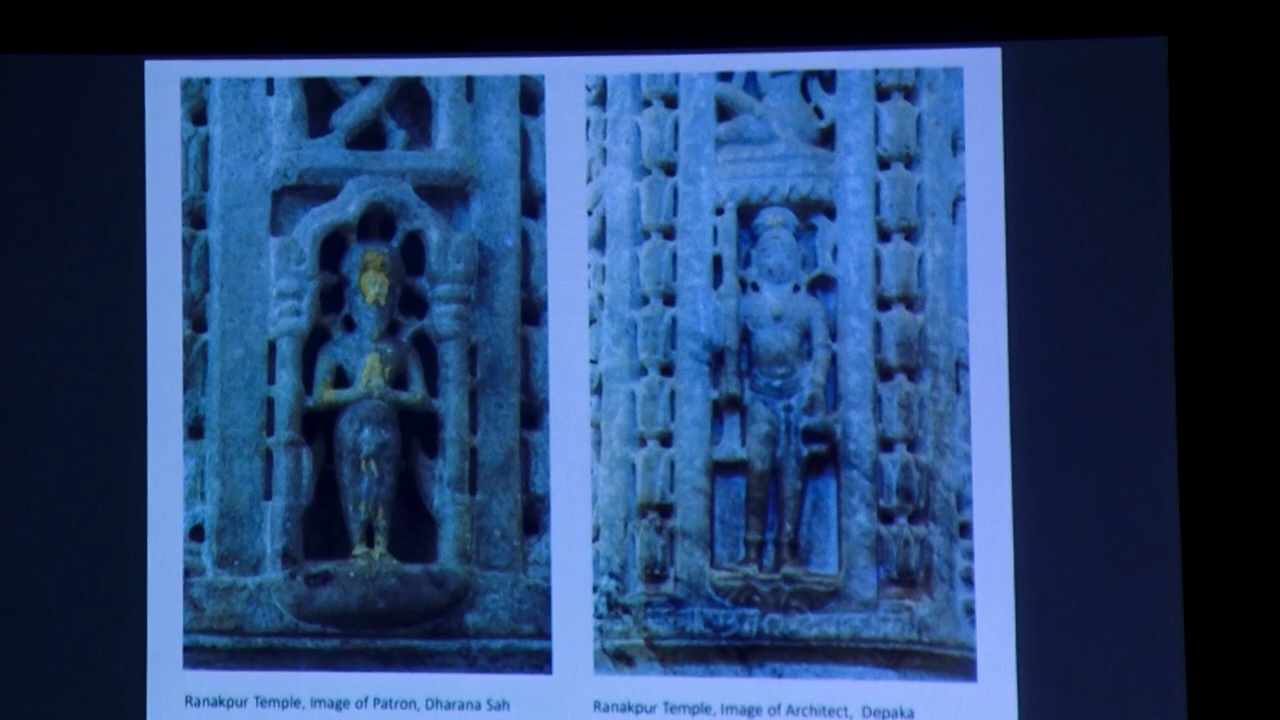 Ranakpur Temple, Image of Patron, Dharana Sah
Ranakpur Temple, Image of Architect, Depaka